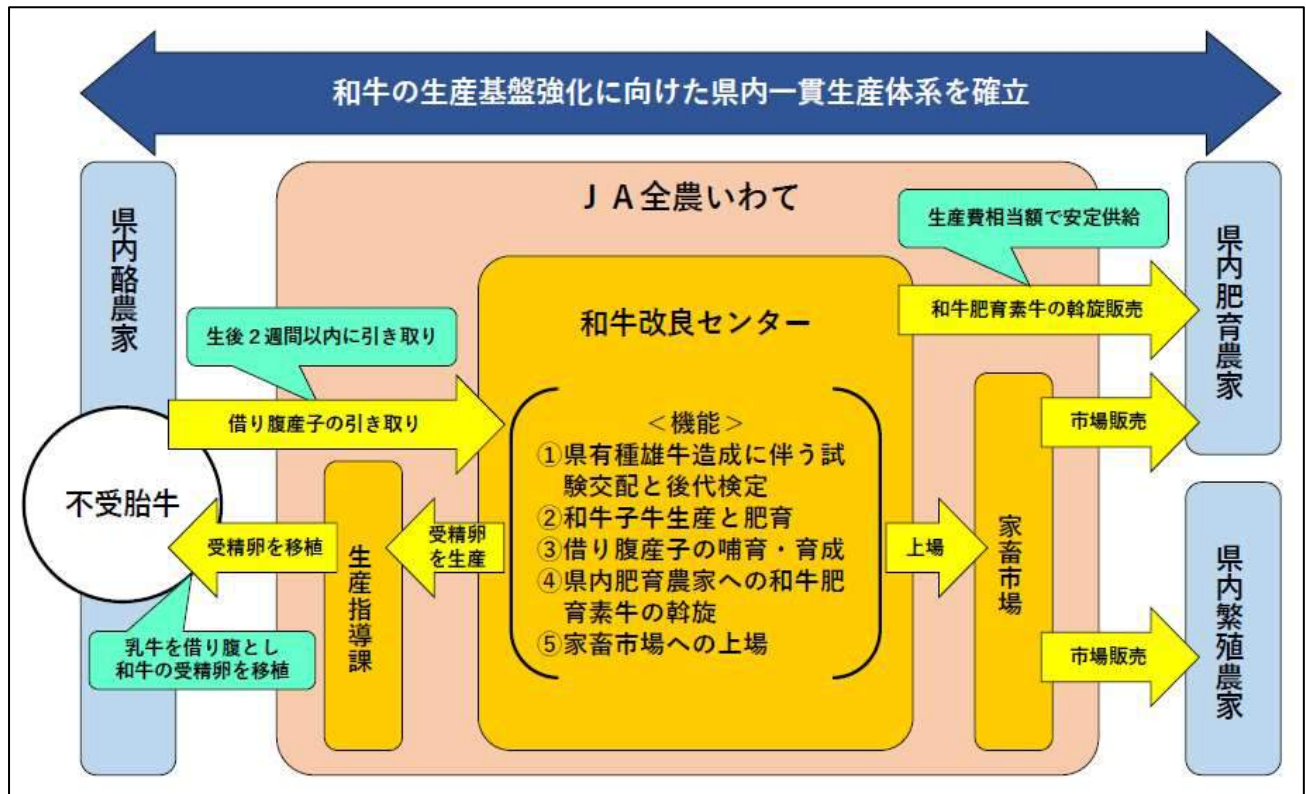 和牛の生産基盤強化に向けた県内一貫生産体系を確立
県内酪農家
不受胎牛
ＪＡ全農いわて
生後２週間以内に引き取り
借り腹産子の引き取り
受精卵を移植
乳牛を借り腹とし
和牛の受精卵を移植
生産指導課
受精卵
を生産
和牛改良センター
＜機能＞
①県有種雄牛造成に伴う試
験交配と後代検定
②和牛子牛生産と肥育
③借り腹産子の哺育・育成
④県内肥育農家への和牛肥
育素牛の斡旋
⑤家畜市場への上場
生産費相当額で安定供給
和牛肥育素牛の斡旋販売
上場
家畜市場
市場販売
市場販売
県内肥育農家
県内繁殖農家